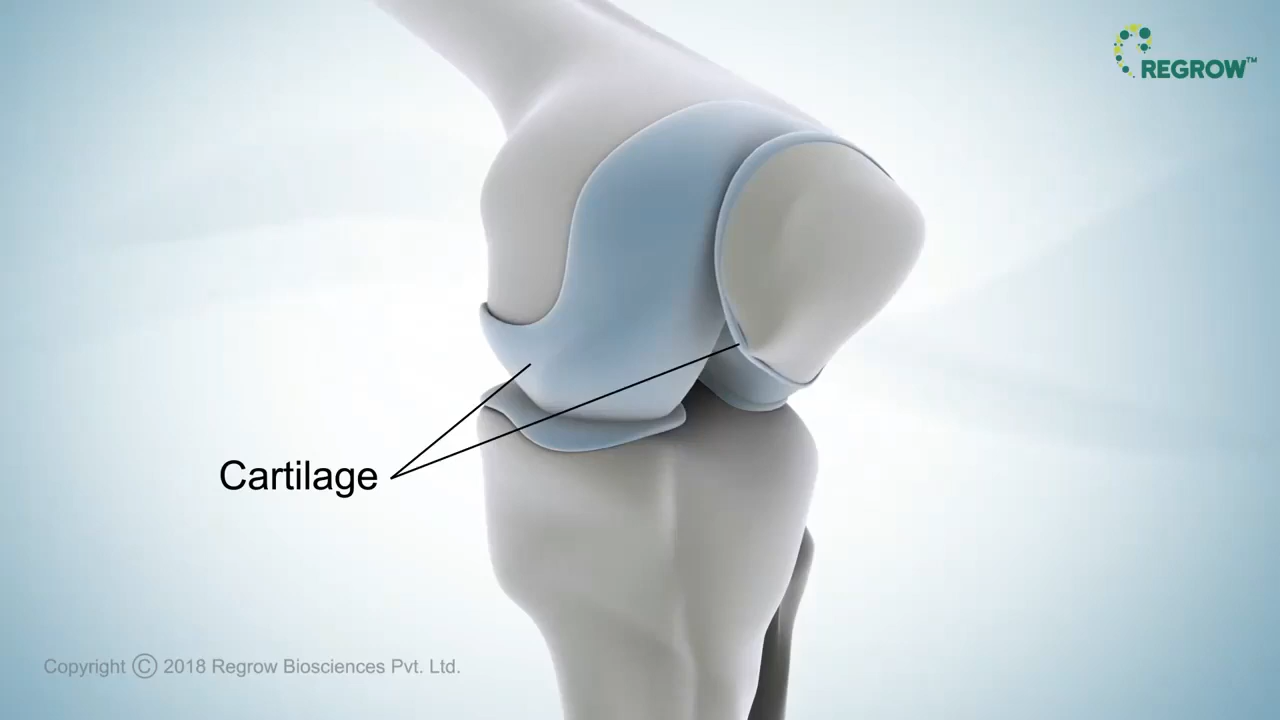 REGROW™
Cartilage
Copyright Ⓒ 2018 Regrow Biosciences Pvt. Ltd.